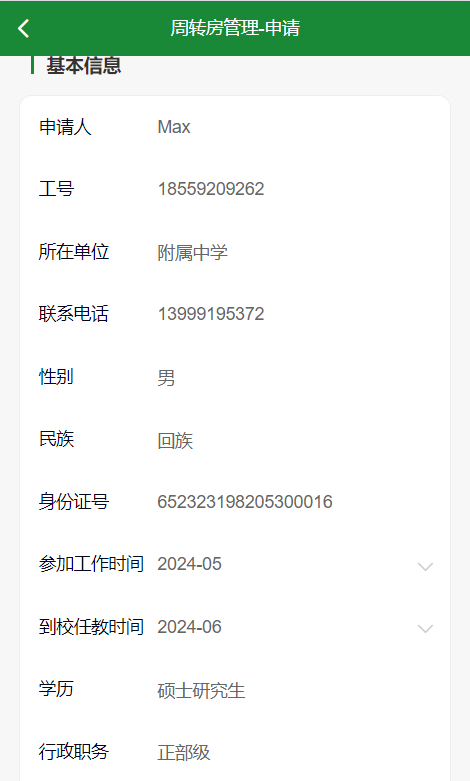 周转房管理-申请
基本信息
申请人 Max
工号 18559209262
所在单位 附属中学
联系电话 13999195372
性别 男
民族 回族
身份证号 652323198205300016
参加工作时间 2024-05
到校任教时间 2024-06
学历 硕士研究生
行政职务 正部级